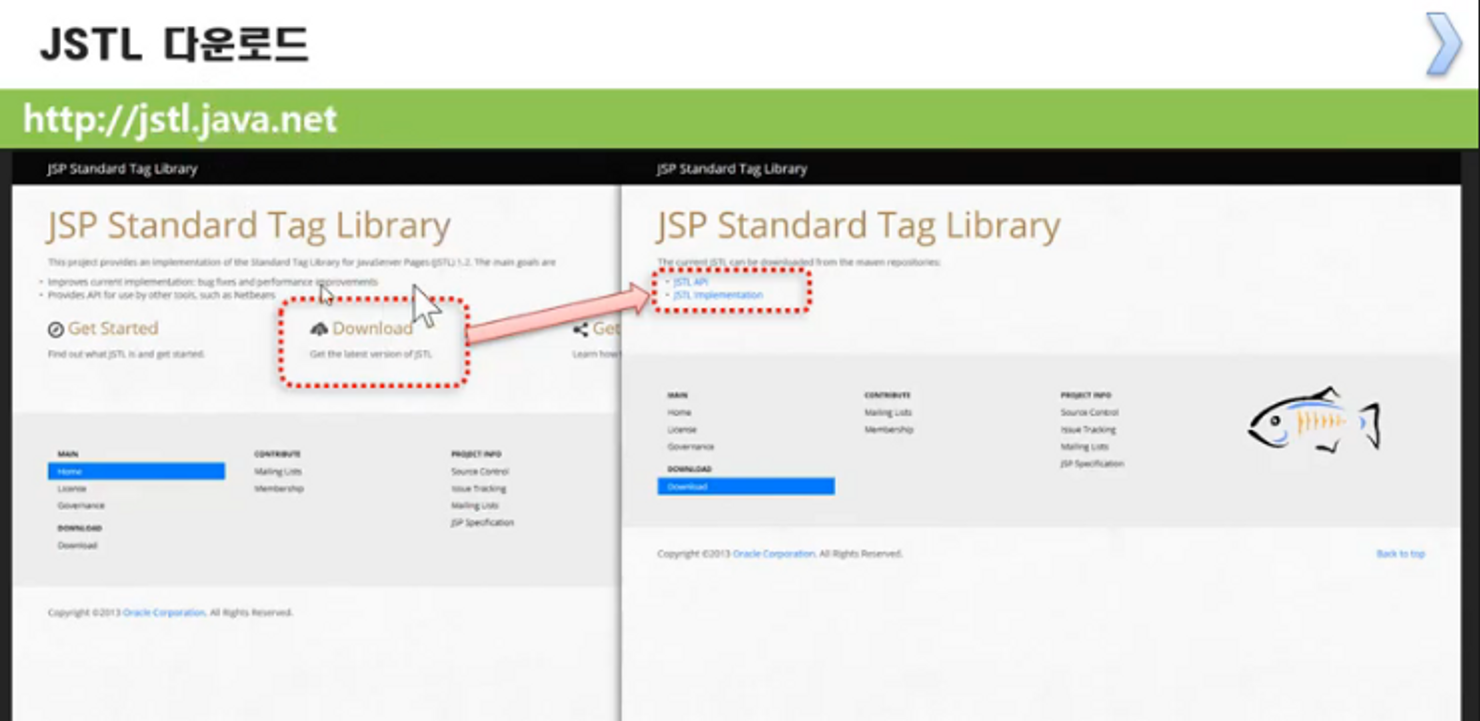 JSTL 다운로드
http://jstl.java.net
JSP Standard Tag Library
JSP Standard Tag Library
This project provides an implementation of the Standard Tag Library for JavaServer Pages (JSTL) 1.2. The main goals are
• Improves current implementation: bug fixes and performance improvements
• Provides API for use by other tools, such as Netbeans
Get Started
Find out what JSTL is and get started.
Download
Get the latest version of JSTL
Get
Learn how
MAIN
Home
License
Governance
DOWNLOAD
Download
CONTRIBUTE
Mailing Lists
Membership
PROJECT INFO
Source Control
Issue Tracking
Mailing Lists
JSP Specification
Copyright ©2013 Oracle Corporation. All Rights Reserved.
JSP Standard Tag Library
JSP Standard Tag Library
The current JSTL can be downloaded from the maven repositories:
• JSTL API
• JSTL Implementation
MAIN
Home
License
Governance
DOWNLOAD
Download
CONTRIBUTE
Mailing Lists
Membership
PROJECT INFO
Source Control
Issue Tracking
Mailing Lists
JSP Specification
Copyright ©2013 Oracle Corporation. All Rights Reserved.
Back to top